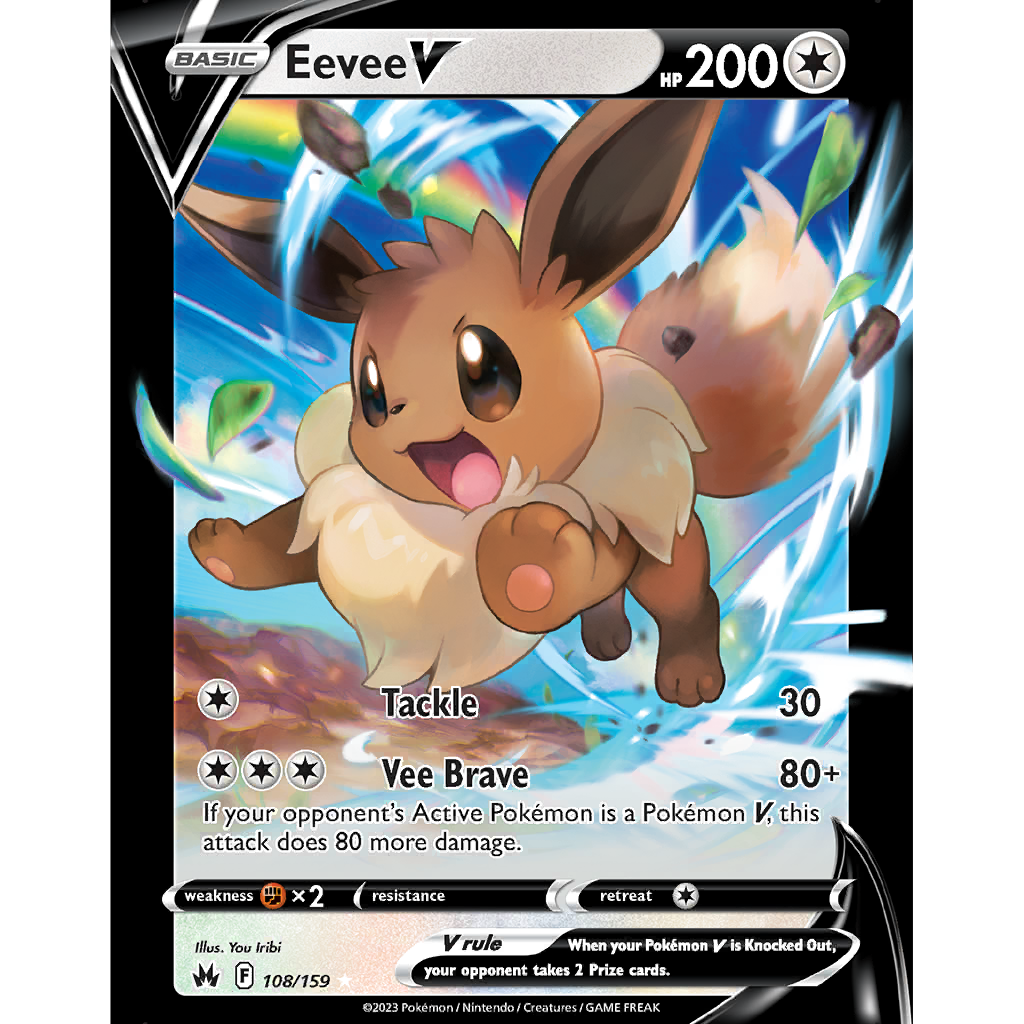 BASIC EeveeV HP 200
Tackle 30
Vee Brave 80+
If your opponent's Active Pokémon is a Pokémon V, this
attack does 80 more damage.
weakness ×2 resistance retreat
Illus. You Iribi
V rule When your Pokémon V is Knocked Out,
your opponent takes 2 Prize cards.
F 108/159
©2023 Pokémon / Nintendo / Creatures / GAME FREAK